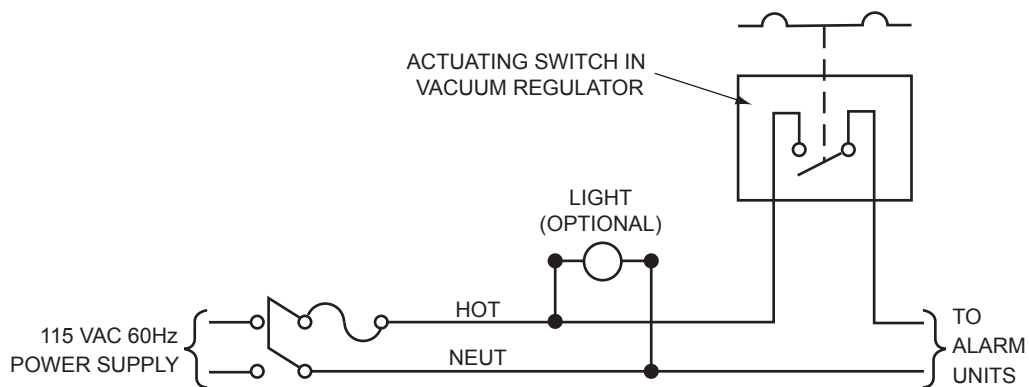 ACTUATING SWITCH IN
VACUUM REGULATOR
LIGHT
(OPTIONAL)
HOT
115 VAC 60Hz
POWER SUPPLY
NEUT
TO
ALARM
UNITS